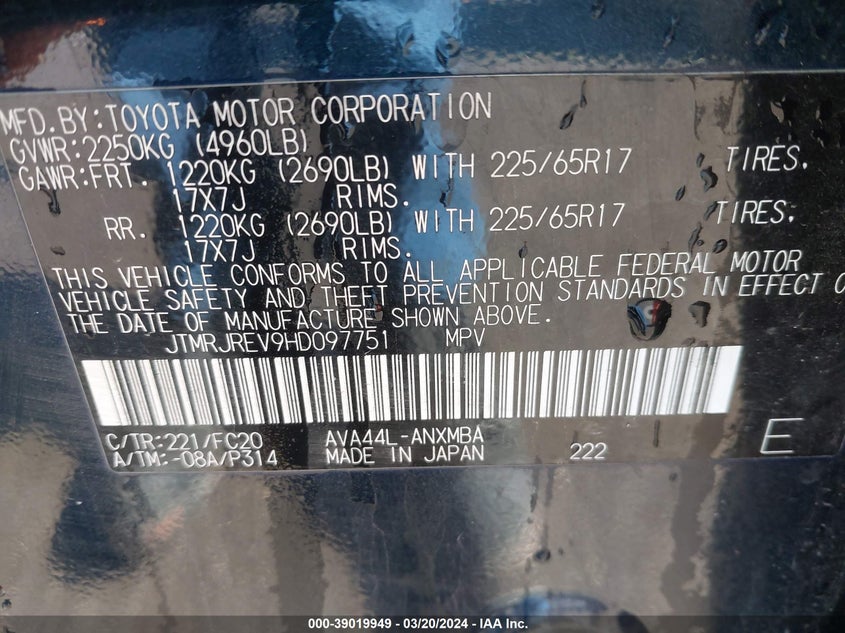 MFD.BY:TOYOTA MOTOR CORPORATION
GVWR:2250KG (4960LB)
GAWR:FRT. 1220KG (2690LB) WITH 225/65R17 TIRES.
17X7J RIMS.
RR. 1220KG (2690LB) WITH 225/65R17 TIRES,
17X7J RIMS.
THIS VEHICLE CONFORMS TO ALL APPLICABLE FEDERAL MOTOR
VEHICLE SAFETY AND THEFT PREVENTION STANDARDS IN EFFECT O
THE DATE OF MANUFACTURE SHOWN ABOVE.
JTMRJREV9HD097751 MPV
C/TR:221/FC20 AVA44L-ANXMBA
A/TM:-08A/P314 MADE IN JAPAN 222 E
000-39019949 - 03/20/2024 - IAA Inc.